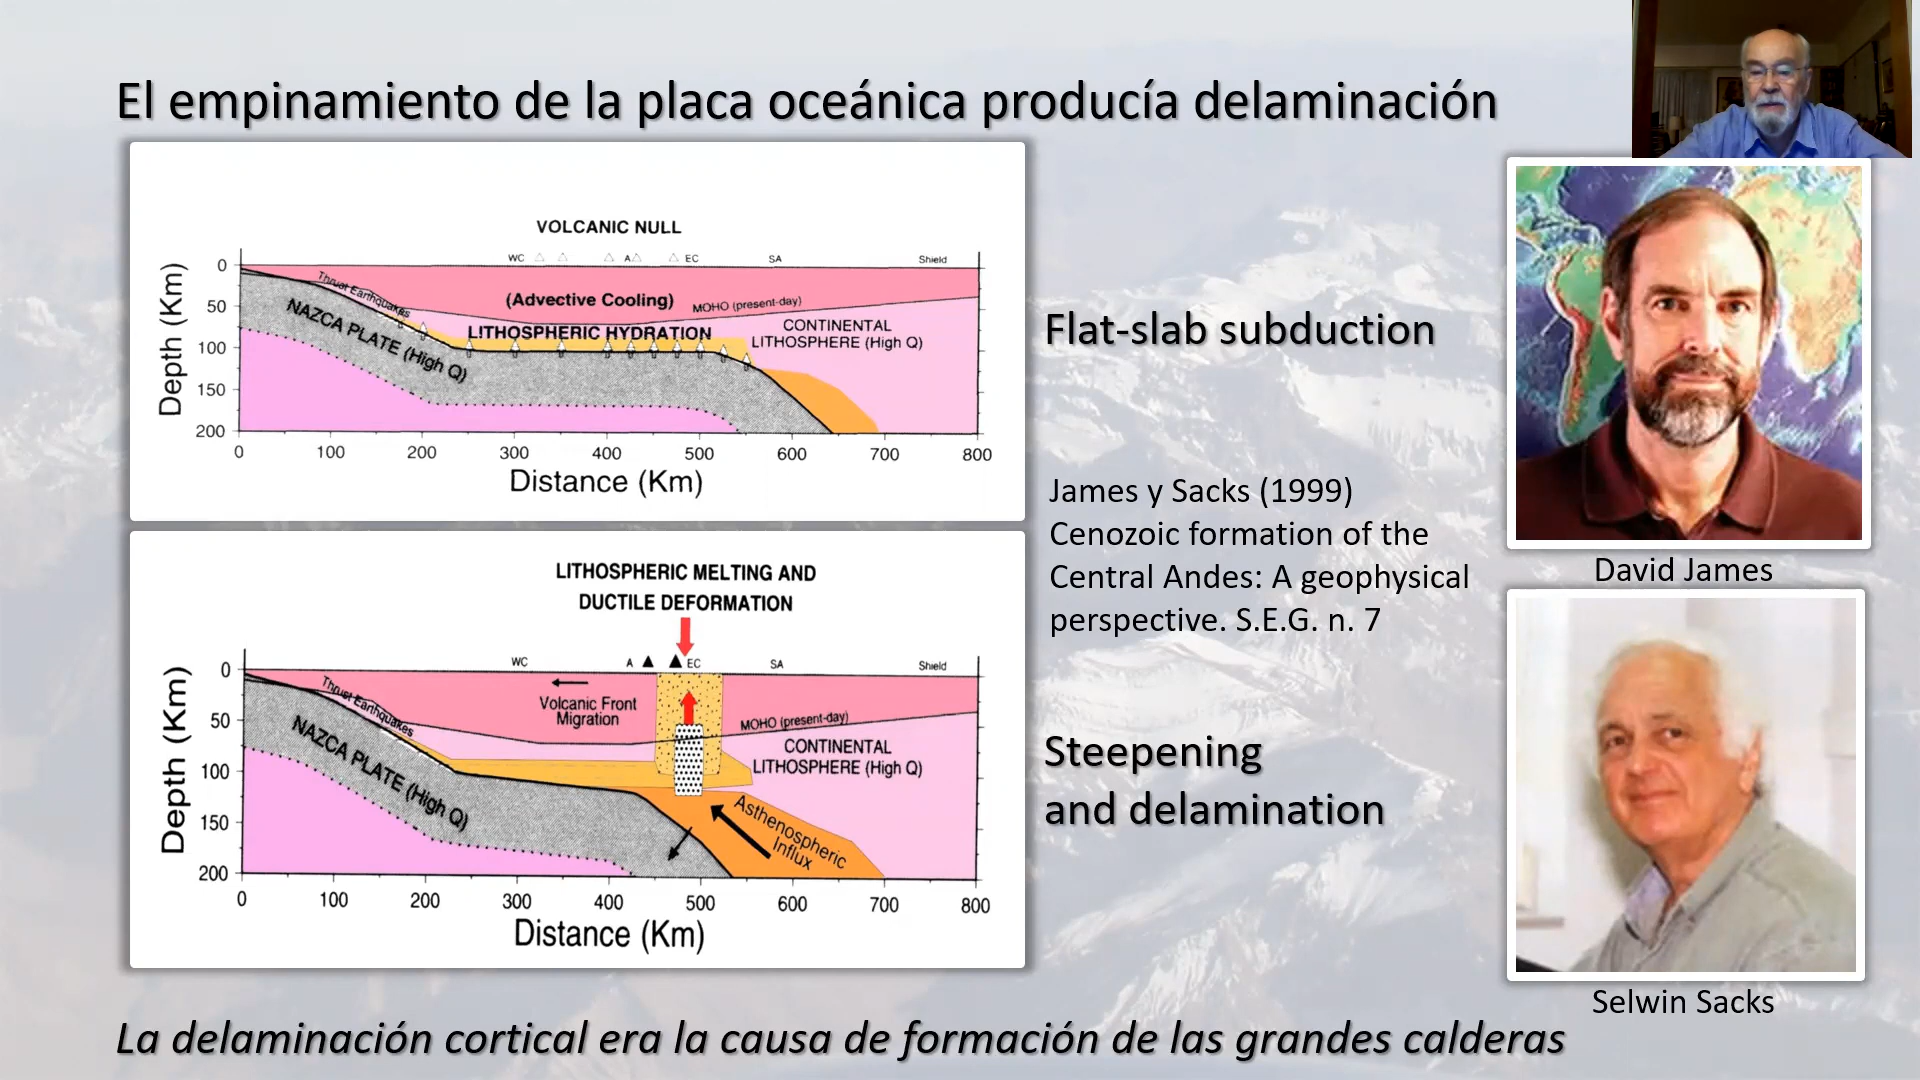 El empinamiento de la placa oceánica producía delaminación
VOLCANIC NULL
WC A EC SA Shield
Depth (Km)
0
50
100
150
200
Thrust Earthquakes
NAZCA PLATE (High Q)
(Advective Cooling)
MOHO (present-day)
LITHOSPHERIC HYDRATION
CONTINENTAL
LITHOSPHERE (High Q)
0 100 200 300 400 500 600 700 800
Distance (Km)
Flat-slab subduction
James y Sacks (1999)
Cenozoic formation of the
Central Andes: A geophysical
perspective. S.E.G. n. 7
David James
LITHOSPHERIC MELTING AND
DUCTILE DEFORMATION
WC A EC SA Shield
Depth (Km)
0
50
100
150
200
Thrust Earthquakes
NAZCA PLATE (High Q)
Volcanic Front
Migration
MOHO (present-day)
CONTINENTAL
LITHOSPHERE (High Q)
Asthenospheric
Influx
0 100 200 300 400 500 600 700 800
Distance (Km)
Steepening
and delamination
Selwin Sacks
La delaminación cortical era la causa de formación de las grandes calderas